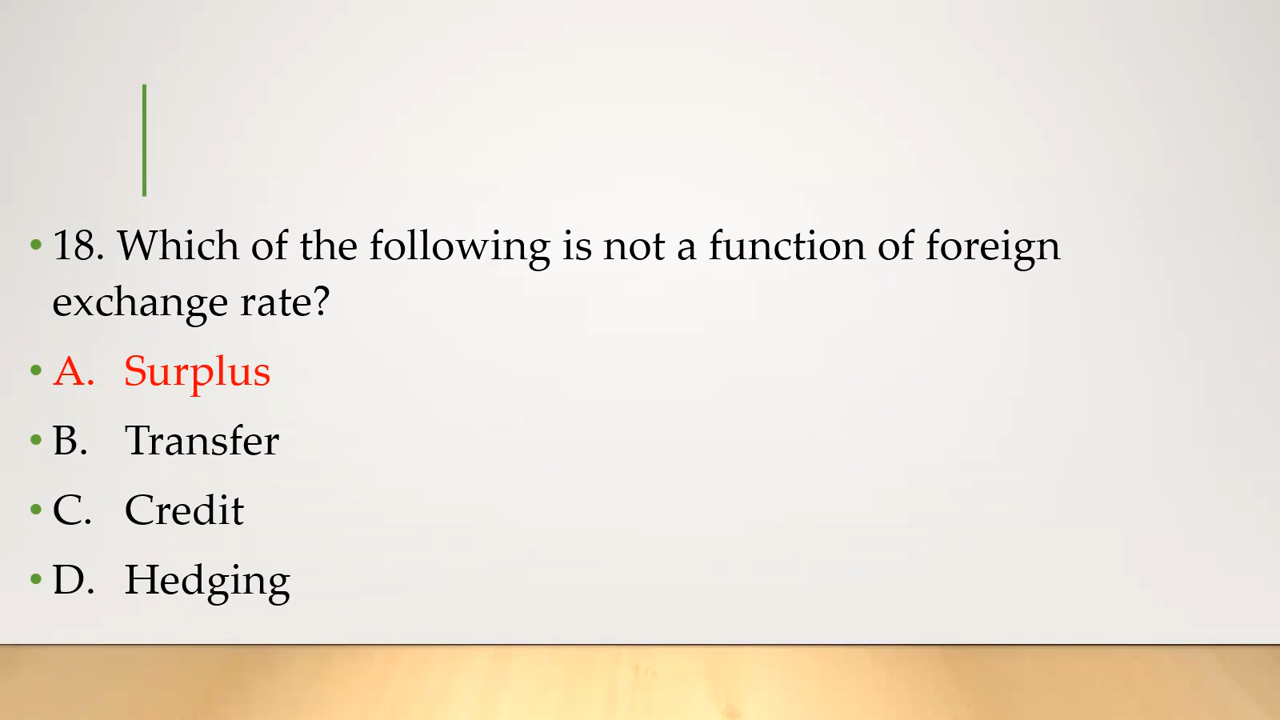 • 18. Which of the following is not a function of foreign
exchange rate?
• A. Surplus
• B. Transfer
• C. Credit
• D. Hedging